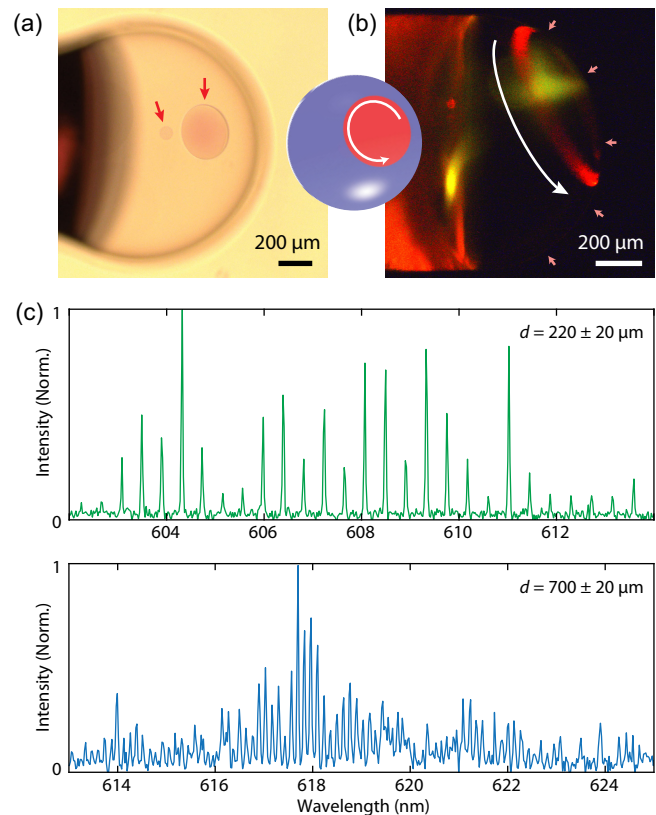 (a)
(b)
200 µm
200 µm
(c)
1
d = 220 ± 20 µm
Intensity (Norm.)
0
604
606
608
610
612
1
d = 700 ± 20 µm
Intensity (Norm.)
0
614
616
618
620
622
624
Wavelength (nm)